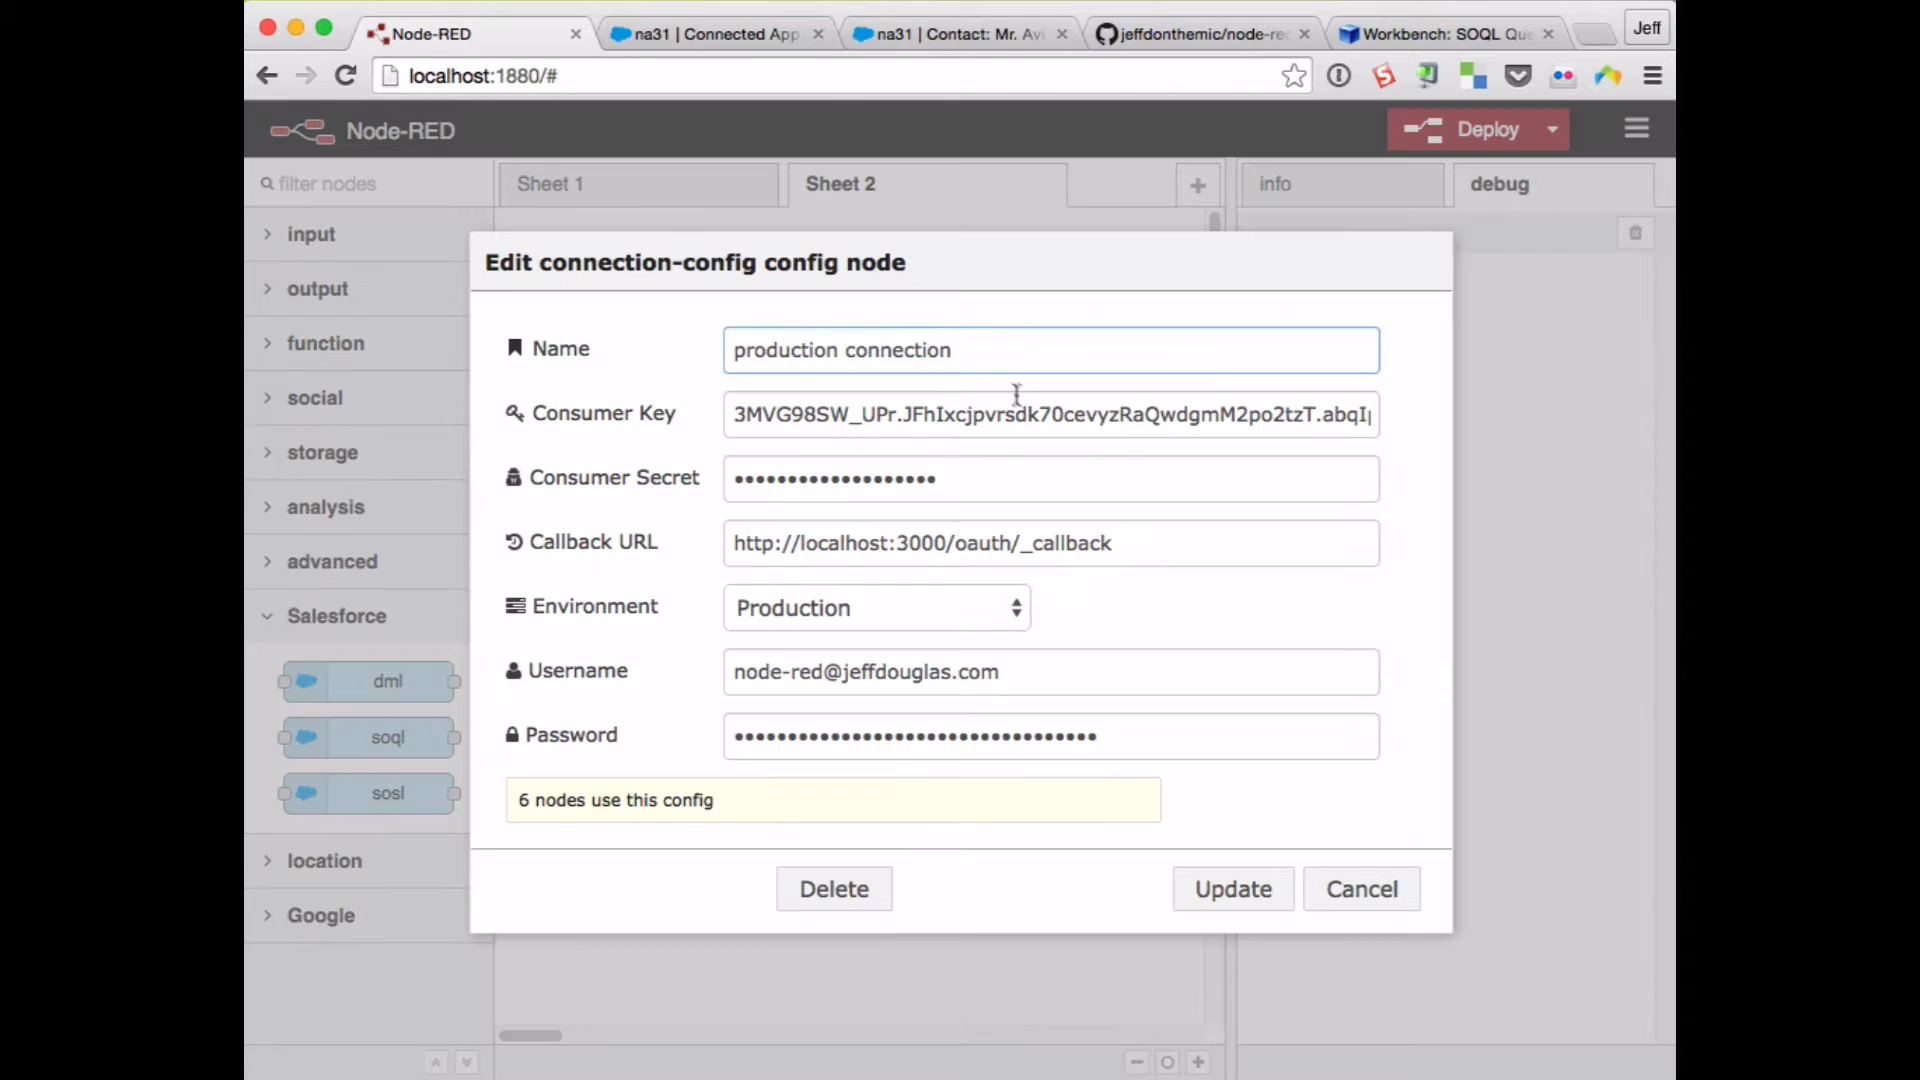 Node-RED
na31 | Connected App
na31 | Contact: Mr. Avi
jeffdonthemic/node-re
Workbench: SOQL Que
Jeff
localhost:1880/#
Node-RED
Deploy
filter nodes
Sheet 1
Sheet 2
info
debug
input
output
function
social
storage
analysis
advanced
Salesforce
dml
soql
sosl
location
Google
Edit connection-config config node
Name
production connection
Consumer Key
3MVG98SW_UPr.JFhIxcjpvrsdk70cevyzRaQwdgmM2po2tzT.abqI
Consumer Secret
•••••••••••••••••••
Callback URL
http://localhost:3000/oauth/_callback
Environment
Production
Username
node-red@jeffdouglas.com
Password
••••••••••••••••••••••••••••••••••
6 nodes use this config
Delete
Update
Cancel